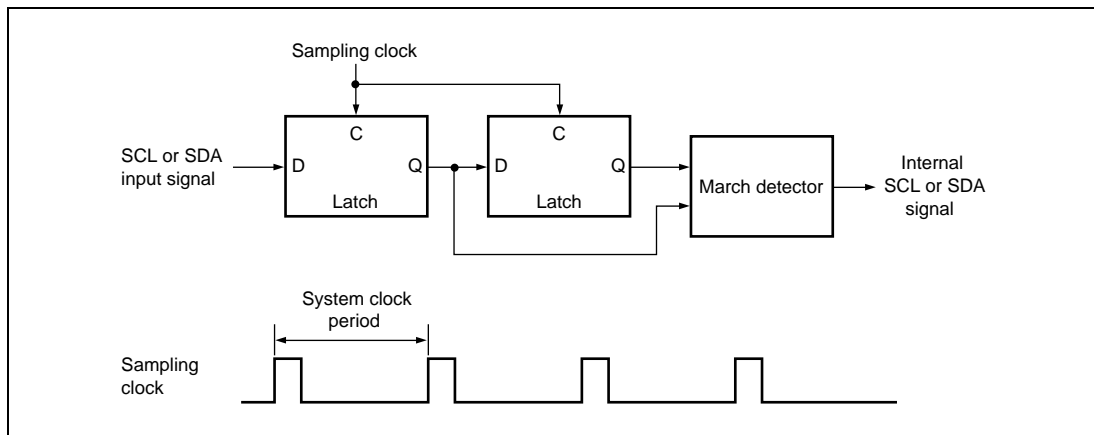 Sampling clock
SCL or SDA
input signal
C
D
Q
Latch
C
D
Q
Latch
March detector
Internal
SCL or SDA
signal
System clock
period
Sampling
clock